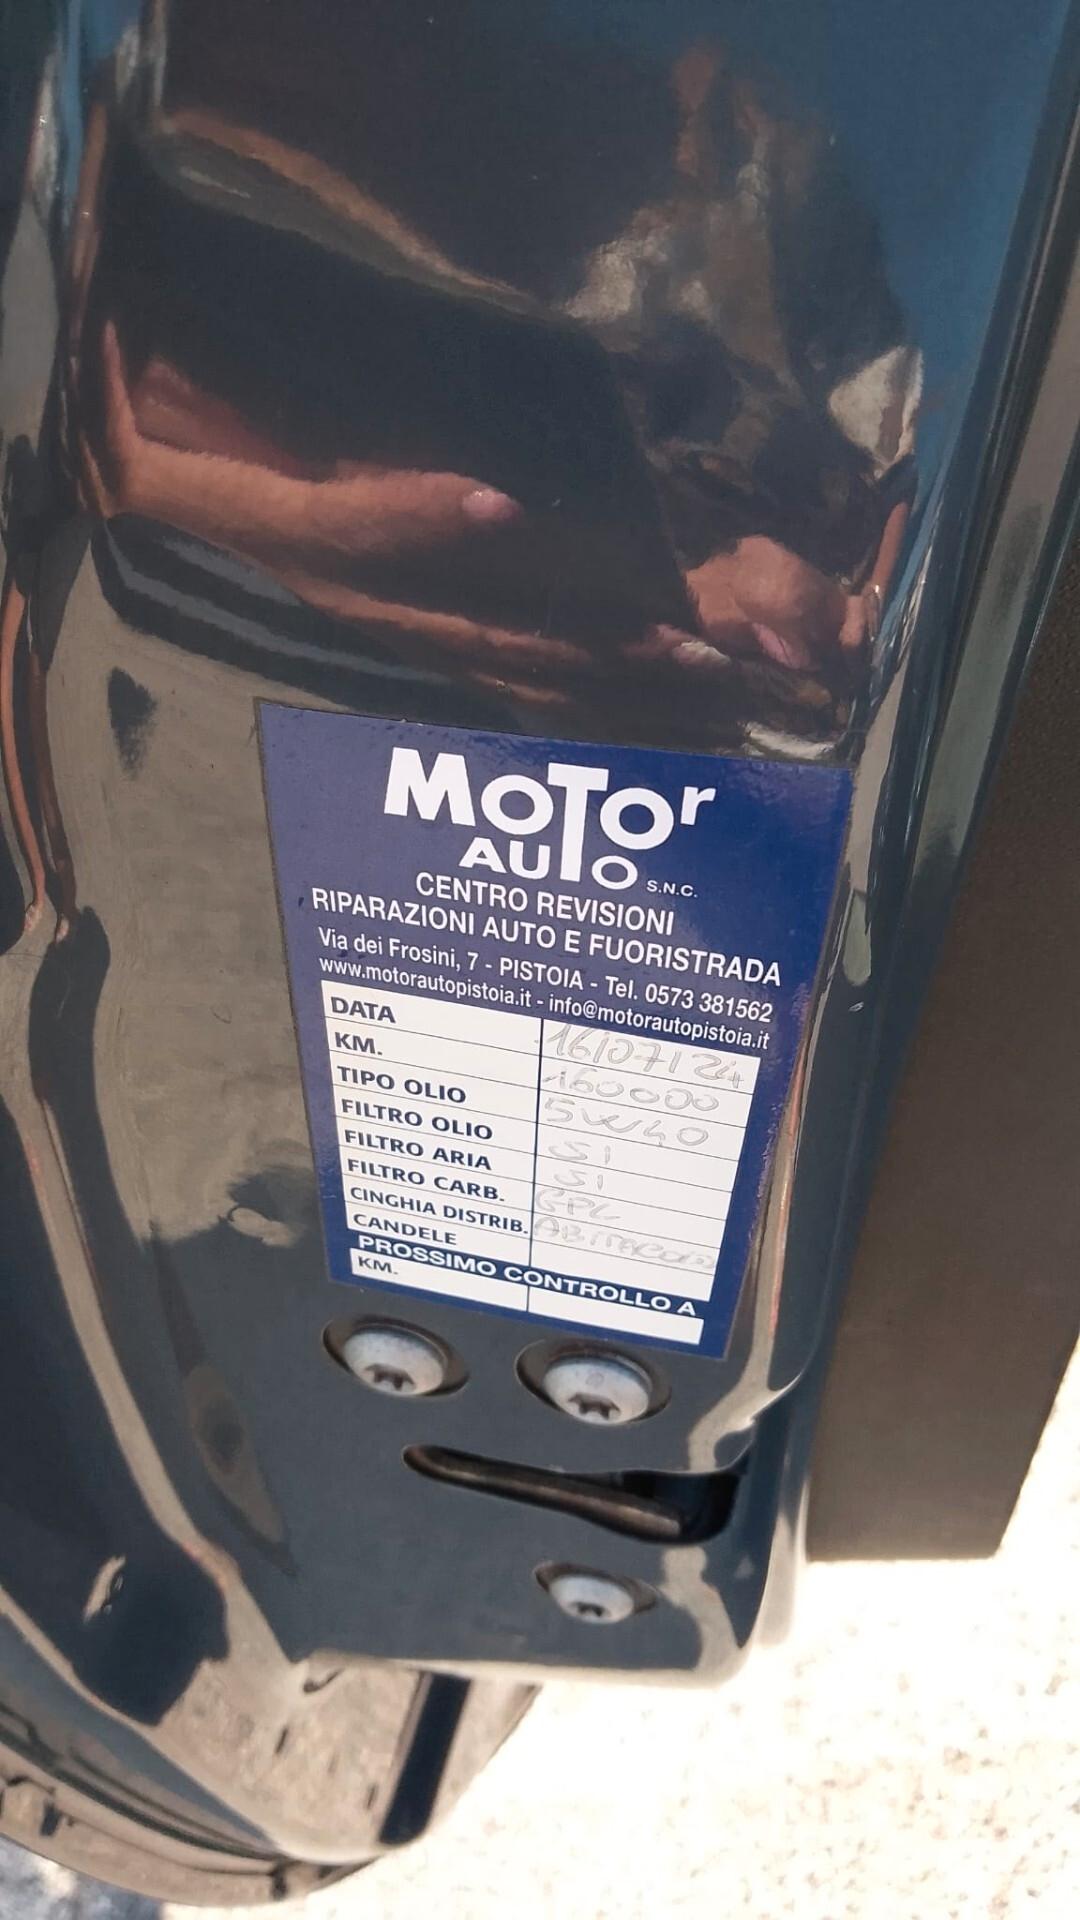 MoTor
AUTO S.N.C.
CENTRO REVISIONI
RIPARAZIONI AUTO E FUORISTRADA
Via dei Frosini, 7 - PISTOIA - Tel. 0573 381562
www.motorautopistoia.it - info@motorautopistoia.it
DATA 16/07/24
KM. 160000
TIPO OLIO 5W40
FILTRO OLIO SI
FILTRO ARIA SI
FILTRO CARB. GPL
CINGHIA DISTRIB. ABITACOLO
CANDELE
PROSSIMO CONTROLLO A
KM.